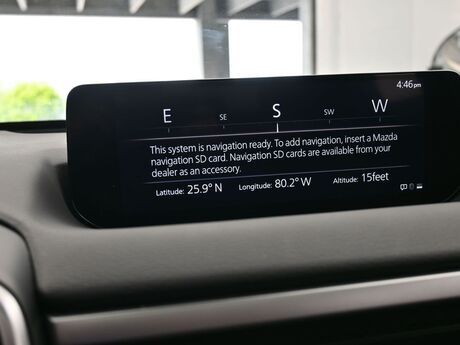 4:46pm
E SE S SW W
This system is navigation ready. To add navigation, insert a Mazda
navigation SD card. Navigation SD cards are available from your
dealer as an accessory.
Latitude: 25.9° N Longitude: 80.2° W Altitude: 15feet